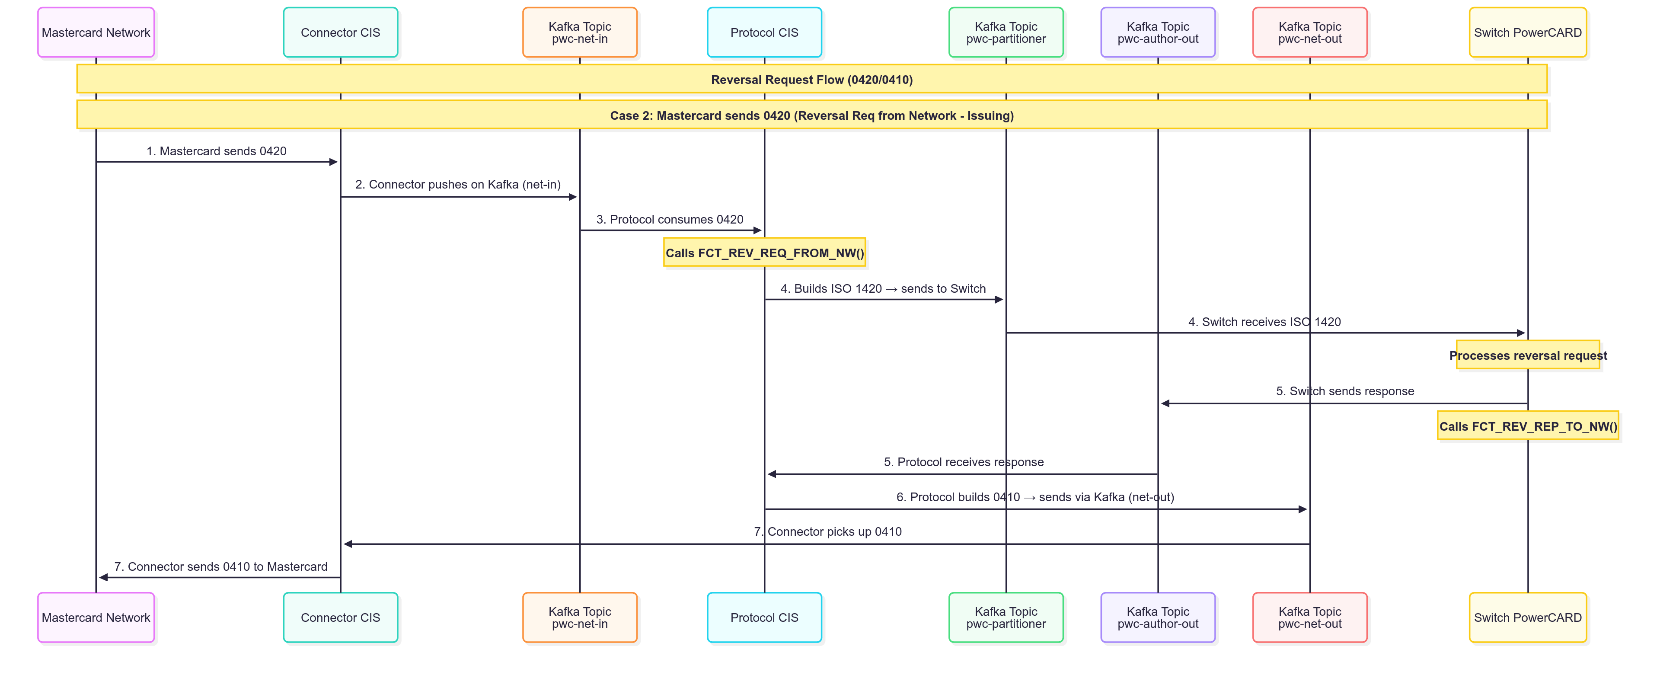 Mastercard Network
Connector CIS
Kafka Topic
pwc-net-in
Protocol CIS
Kafka Topic
pwc-partitioner
Kafka Topic
pwc-author-out
Kafka Topic
pwc-net-out
Switch PowerCARD
Reversal Request Flow (0420/0410)
Case 2: Mastercard sends 0420 (Reversal Req from Network - Issuing)
1. Mastercard sends 0420
2. Connector pushes on Kafka (net-in)
3. Protocol consumes 0420
Calls FCT_REV_REQ_FROM_NW()
4. Builds ISO 1420 → sends to Switch
4. Switch receives ISO 1420
Processes reversal request
5. Switch sends response
Calls FCT_REV_REP_TO_NW()
5. Protocol receives response
6. Protocol builds 0410 → sends via Kafka (net-out)
7. Connector picks up 0410
7. Connector sends 0410 to Mastercard
Mastercard Network
Connector CIS
Kafka Topic
pwc-net-in
Protocol CIS
Kafka Topic
pwc-partitioner
Kafka Topic
pwc-author-out
Kafka Topic
pwc-net-out
Switch PowerCARD